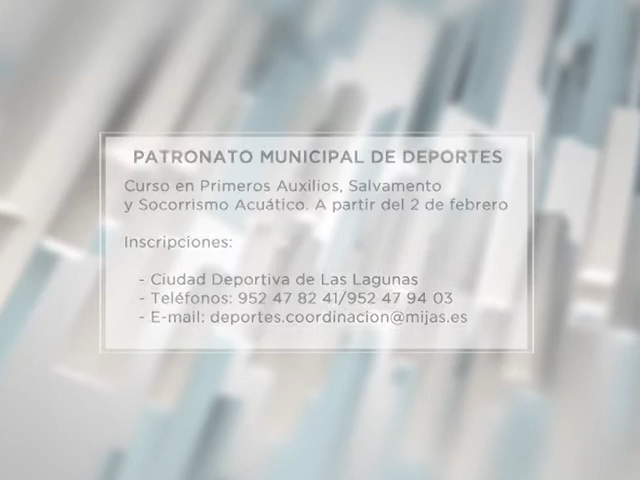 PATRONATO MUNICIPAL DE DEPORTES
Curso en Primeros Auxilios, Salvamento
y Socorrismo Acuático. A partir del 2 de febrero
Inscripciones:
- Ciudad Deportiva de Las Lagunas
- Teléfonos: 952 47 82 41/952 47 94 03
- E-mail: deportes.coordinacion@mijas.es